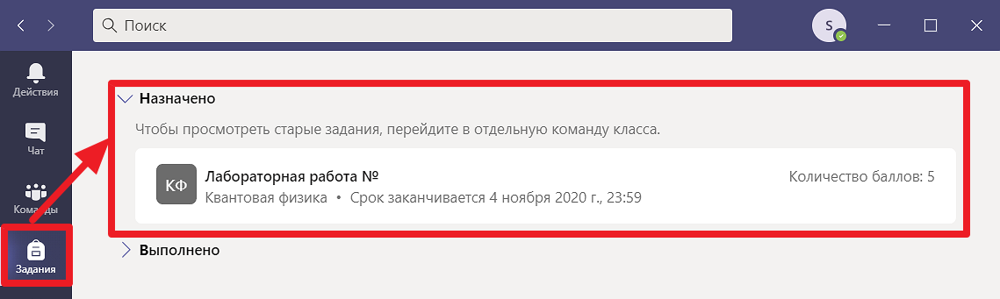 Поиск
S
Действия
Чат
Команды
Задания
Назначено
Чтобы просмотреть старые задания, перейдите в отдельную команду класса.
КФ
Лабораторная работа №
Количество баллов: 5
Квантовая физика • Срок заканчивается 4 ноября 2020 г., 23:59
Выполнено